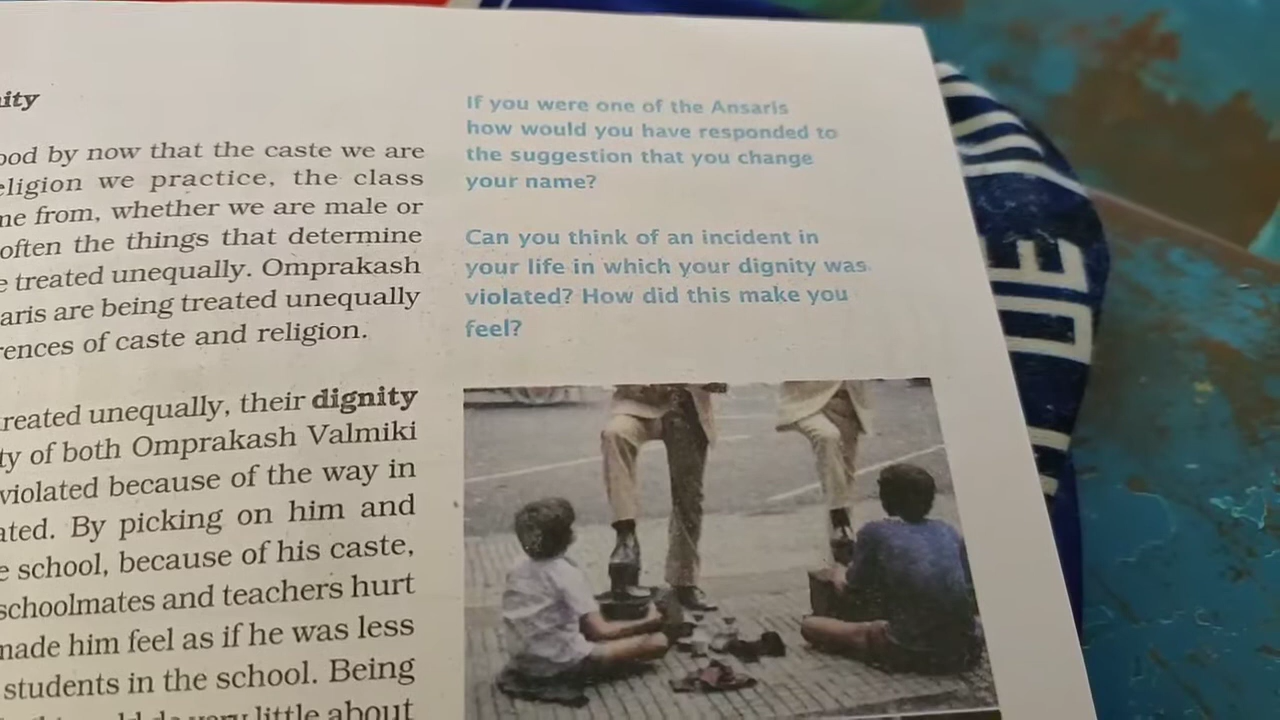 ity
ood by now that the caste we are
eligion we practice, the class
me from, whether we are male or
often the things that determine
e treated unequally. Omprakash
aris are being treated unequally
rences of caste and religion.
treated unequally, their dignity
ty of both Omprakash Valmiki
violated because of the way in
ated. By picking on him and
e school, because of his caste,
schoolmates and teachers hurt
made him feel as if he was less
students in the school. Being
very little about
If you were one of the Ansaris
how would you have responded to
the suggestion that you change
your name?
Can you think of an incident in
your life in which your dignity was
violated? How did this make you
feel?